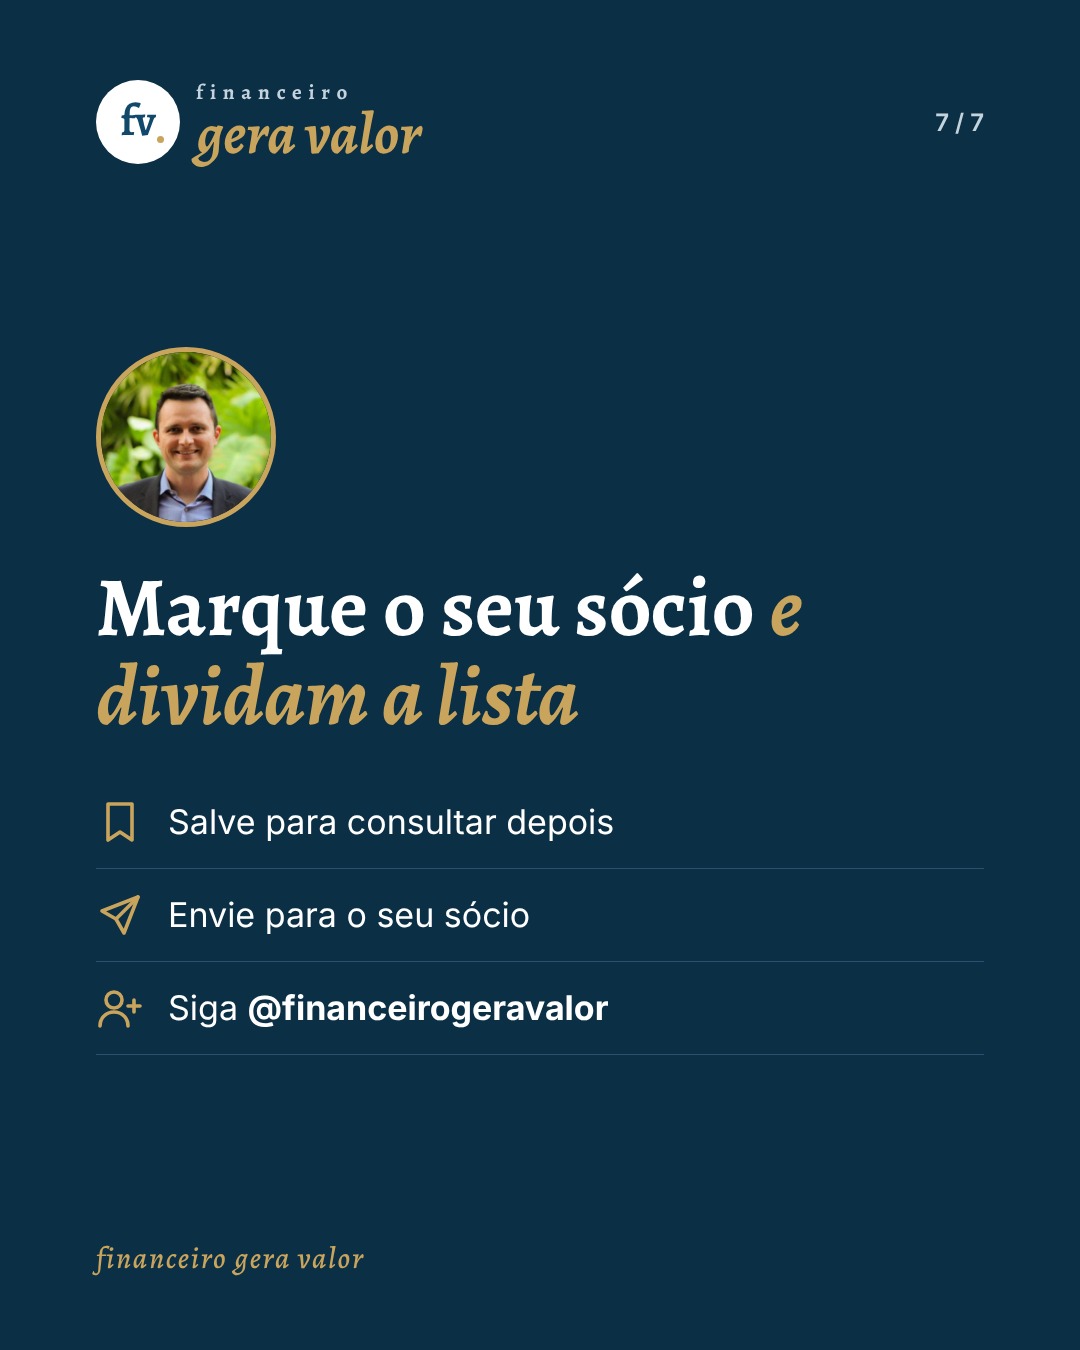 fv.
financeiro
gera valor
7 / 7
Marque o seu sócio e
dividam a lista
Salve para consultar depois
Envie para o seu sócio
Siga @financeirogeravalor
financeiro gera valor